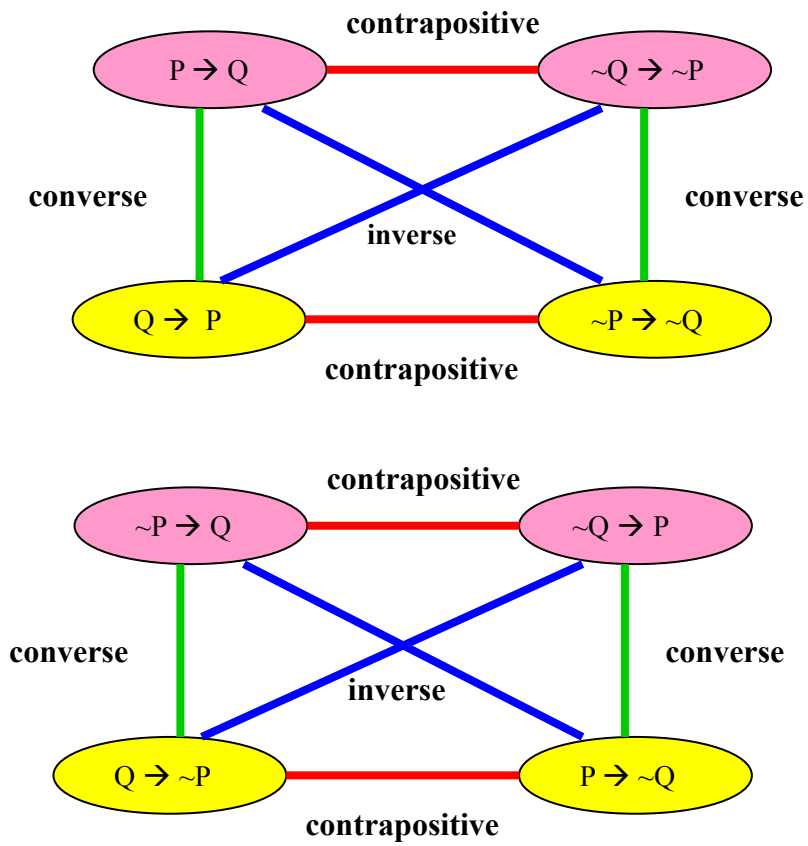 contrapositive
P → Q
~Q → ~P
converse
converse
inverse
Q → P
~P → ~Q
contrapositive
contrapositive
~P → Q
~Q → P
converse
converse
inverse
Q → ~P
P → ~Q
contrapositive